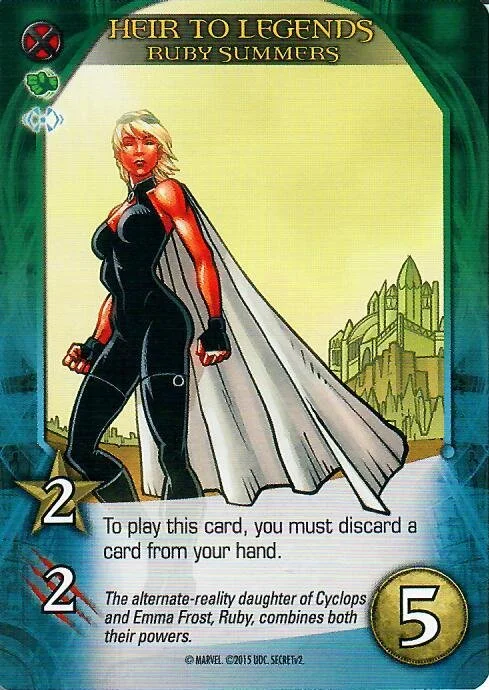 HEIR TO LEGENDS
RUBY SUMMERS
2
To play this card, you must discard a
card from your hand.
2
The alternate-reality daughter of Cyclops
and Emma Frost, Ruby, combines both
their powers.
5
© MARVEL. ©2015 UDC. SECRETv2.